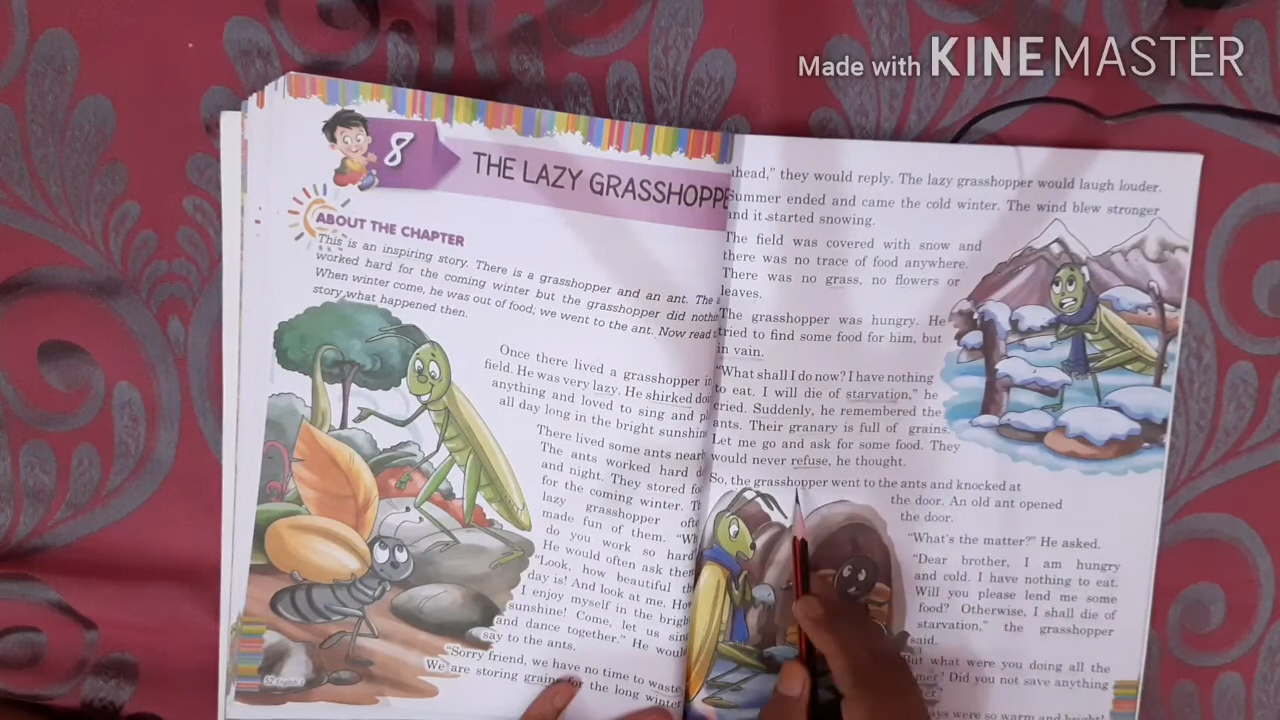 Made with KINEMASTER
8
THE LAZY GRASSHOPPE
ABOUT THE CHAPTER
This is an inspiring story. There is a grasshopper and an ant. The
worked hard for the coming winter but the grasshopper did
When winter come, he was out of food; we went to the ant. Now read
story what happened then.
Once there lived a grasshopper
field. He was very lazy. He shirked
anything and loved to sing and
all day long in the bright
There lived some ants
The ants worked hard
and night. They stored
for the coming winter.
lazy grasshopper
made fun of them.
do you work so hard
He would often ask
"Look, how beautiful
day is! And look at me.
I enjoy myself in the
sunshine! Come, let us
and dance together," He
say to the ants.
"Sorry friend, we have no time to waste
We are storing grains for the long winter
52 English-3
ahead," they would reply. The lazy grasshopper would laugh louder.
Summer ended and came the cold winter. The wind blew stronger
and it started snowing.
The field was covered with snow and
there was no trace of food anywhere.
There was no grass, no flowers or
leaves.
The grasshopper was hungry. He
tried to find some food for him, but
in vain.
"What shall I do now? I have nothing
to eat. I will die of starvation," he
cried. Suddenly, he remembered the
ants. Their granary is full of grains.
Let me go and ask for some food. They
would never refuse, he thought.
So, the grasshopper went to the ants and knocked at
the door. An old ant opened
the door.
"What's the matter?" He asked.
"Dear brother, I am hungry
and cold. I have nothing to eat.
Will you please lend me some
food? Otherwise, I shall die of
starvation," the grasshopper
said.
But what were you doing all the
Did you not save anything
were so warm and bright!